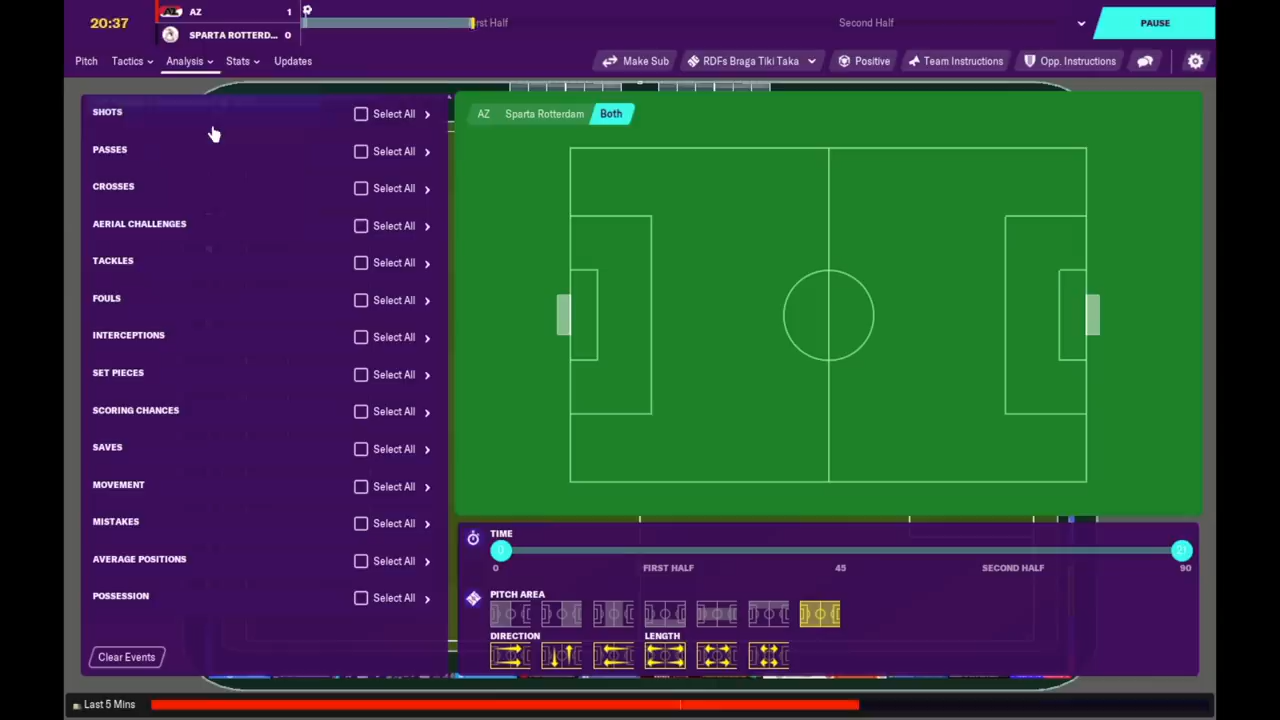 20:37
AZ 1
SPARTA ROTTERD... 0
rst Half
Second Half
PAUSE
Pitch
Tactics
Analysis
Stats
Updates
Make Sub
RDFs Braga Tiki Taka
Positive
Team Instructions
Opp. Instructions
SHOTS Select All
PASSES Select All
CROSSES Select All
AERIAL CHALLENGES Select All
TACKLES Select All
FOULS Select All
INTERCEPTIONS Select All
SET PIECES Select All
SCORING CHANCES Select All
SAVES Select All
MOVEMENT Select All
MISTAKES Select All
AVERAGE POSITIONS Select All
POSSESSION Select All
Clear Events
AZ
Sparta Rotterdam
Both
TIME
0 21
0 FIRST HALF 45 SECOND HALF 90
PITCH AREA
DIRECTION
LENGTH
Last 5 Mins